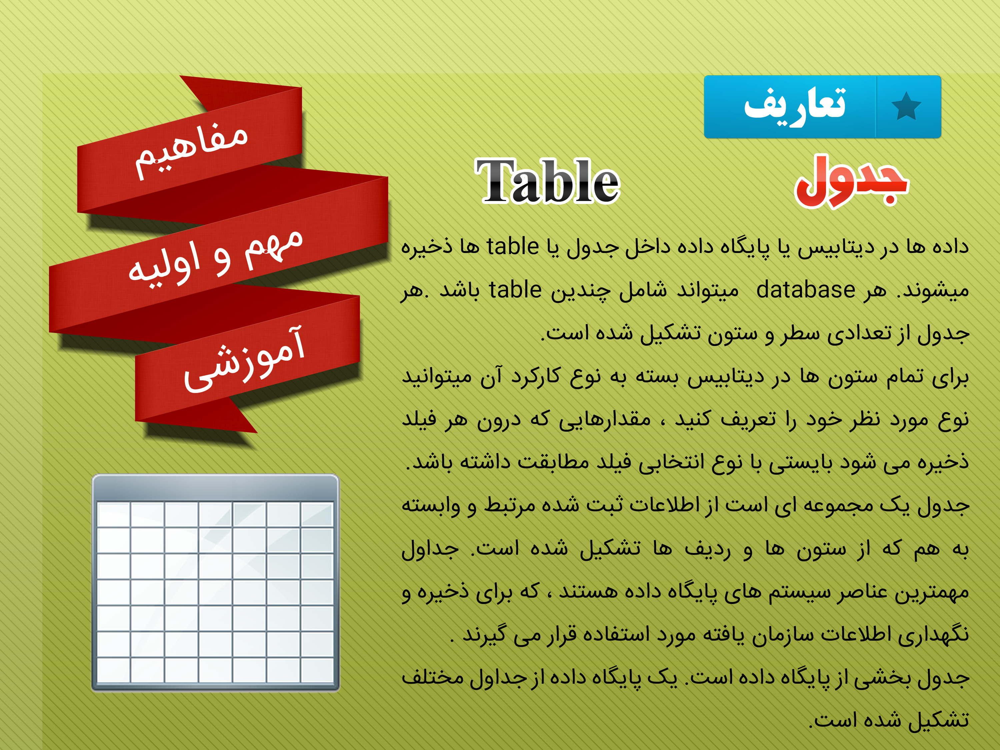 تعاریف
جدول
Table
داده ها در دیتابیس یا پایگاه داده داخل جدول یا table ها ذخیره
میشوند. هر database میتواند شامل چندین table باشد .هر
جدول از تعدادی سطر و ستون تشکیل شده است.
برای تمام ستون ها در دیتابیس بسته به نوع کارکرد آن میتوانید
نوع مورد نظر خود را تعریف کنید ، مقدارهایی که درون هر فیلد
ذخیره می شود بایستی با نوع انتخابی فیلد مطابقت داشته باشد.
جدول یک مجموعه ای است از اطلاعات ثبت شده مرتبط و وابسته
به هم که از ستون ها و ردیف ها تشکیل شده است. جداول
مهمترین عناصر سیستم های پایگاه داده هستند ، که برای ذخیره و
نگهداری اطلاعات سازمان یافته مورد استفاده قرار می گیرند .
جدول بخشی از پایگاه داده است. یک پایگاه داده از جداول مختلف
تشکیل شده است.
مفاهیم
مهم و اولیه
آموزشی